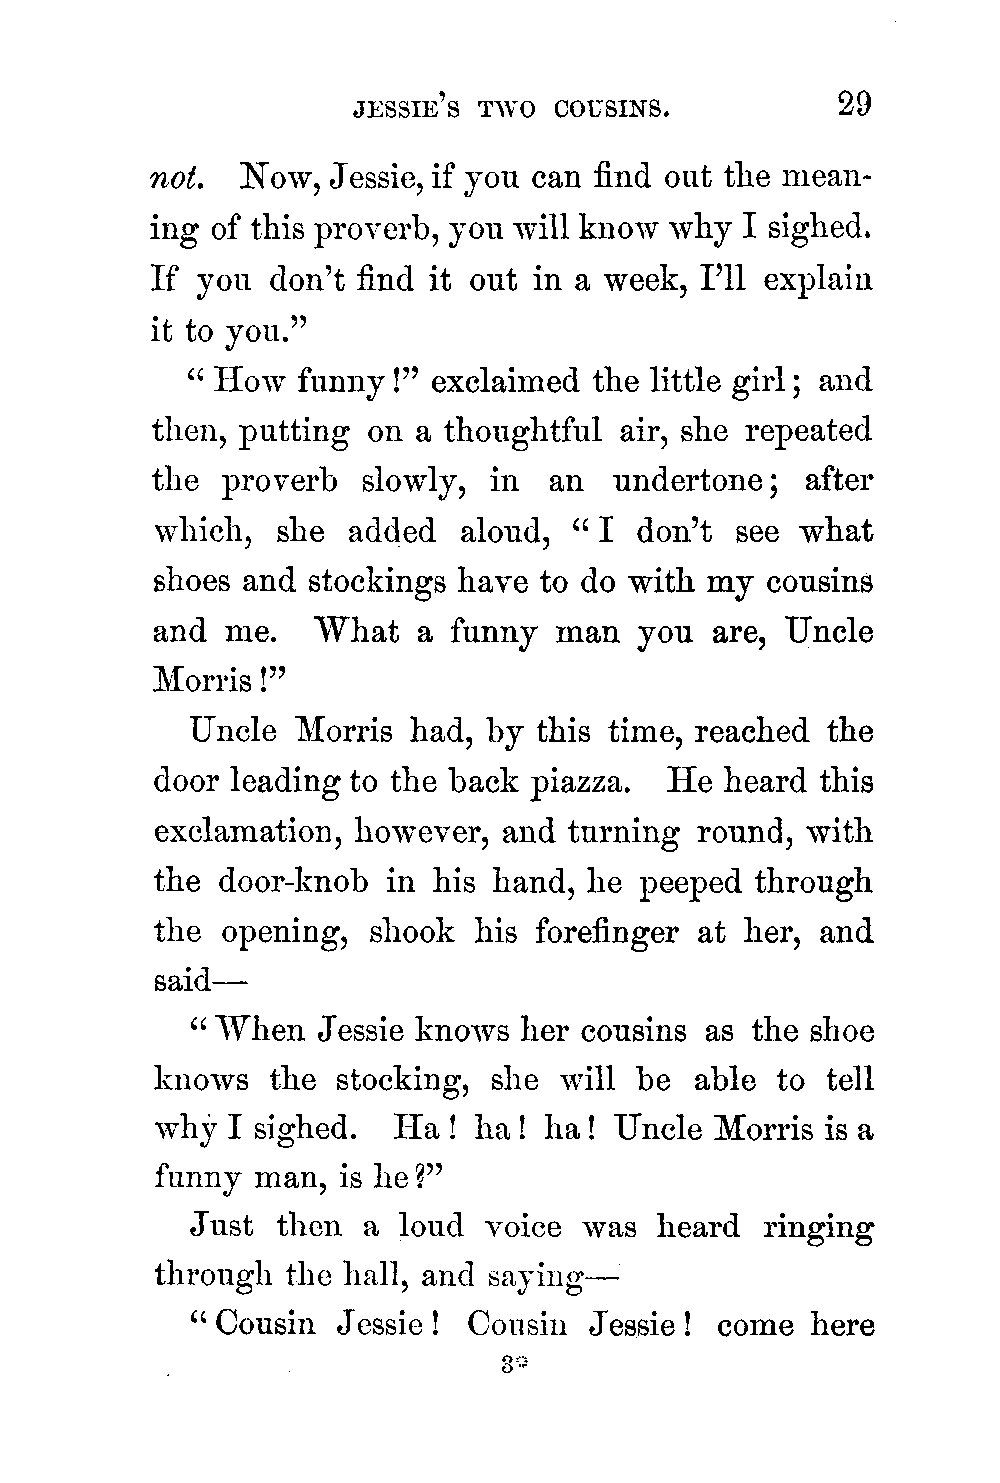 JESSIE'S TWO COUSINS. 29
not. Now, Jessie, if you can find out the mean-
ing of this proverb, you will know why I sighed.
If you don't find it out in a week, I'll explain
it to you."
"How funny!" exclaimed the little girl; and
then, putting on a thoughtful air, she repeated
the proverb slowly, in an undertone; after
which, she added aloud, "I don't see what
shoes and stockings have to do with my cousins
and me. What a funny man you are, Uncle
Morris!"
Uncle Morris had, by this time, reached the
door leading to the back piazza. He heard this
exclamation, however, and turning round, with
the door-knob in his hand, he peeped through
the opening, shook his forefinger at her, and
said—
"When Jessie knows her cousins as the shoe
knows the stocking, she will be able to tell
why I sighed. Ha! ha! ha! Uncle Morris is a
funny man, is he?"
Just then a loud voice was heard ringing
through the hall, and saying—
"Cousin Jessie! Cousin Jessie! come here
3*